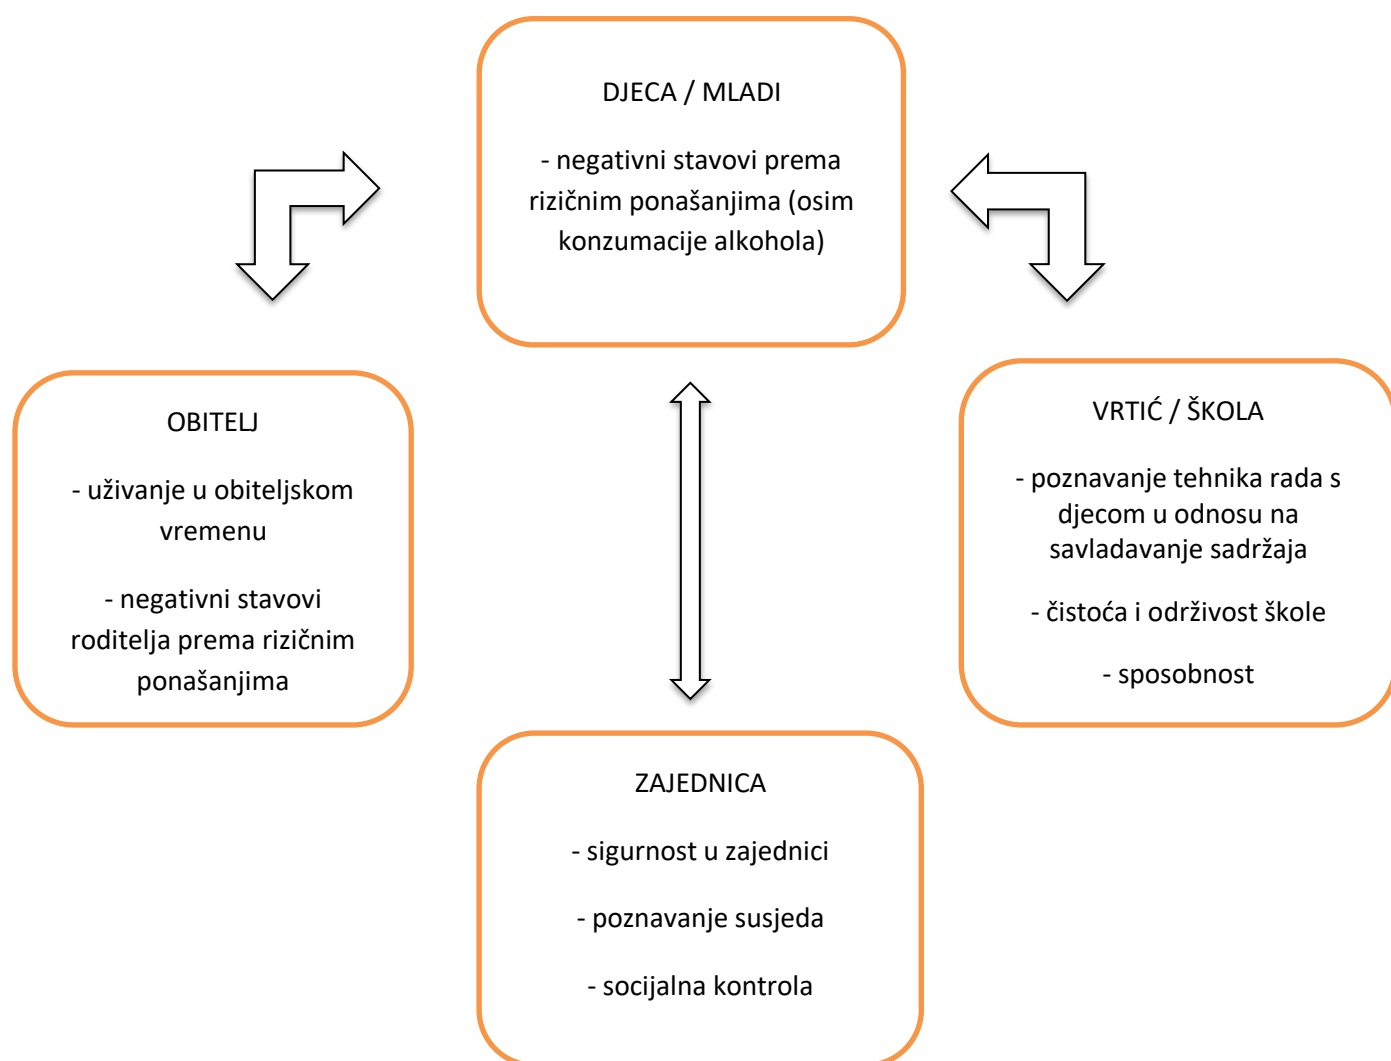 DJECA / MLADI
- negativni stavovi prema
rizičnim ponašanjima (osim
konzumacije alkohola)
OBITELJ
- uživanje u obiteljskom
vremenu
- negativni stavovi
roditelja prema rizičnim
ponašanjima
VRTIĆ / ŠKOLA
- poznavanje tehnika rada s
djecom u odnosu na
savladavanje sadržaja
- čistoća i održivost škole
- sposobnost
ZAJEDNICA
- sigurnost u zajednici
- poznavanje susjeda
- socijalna kontrola